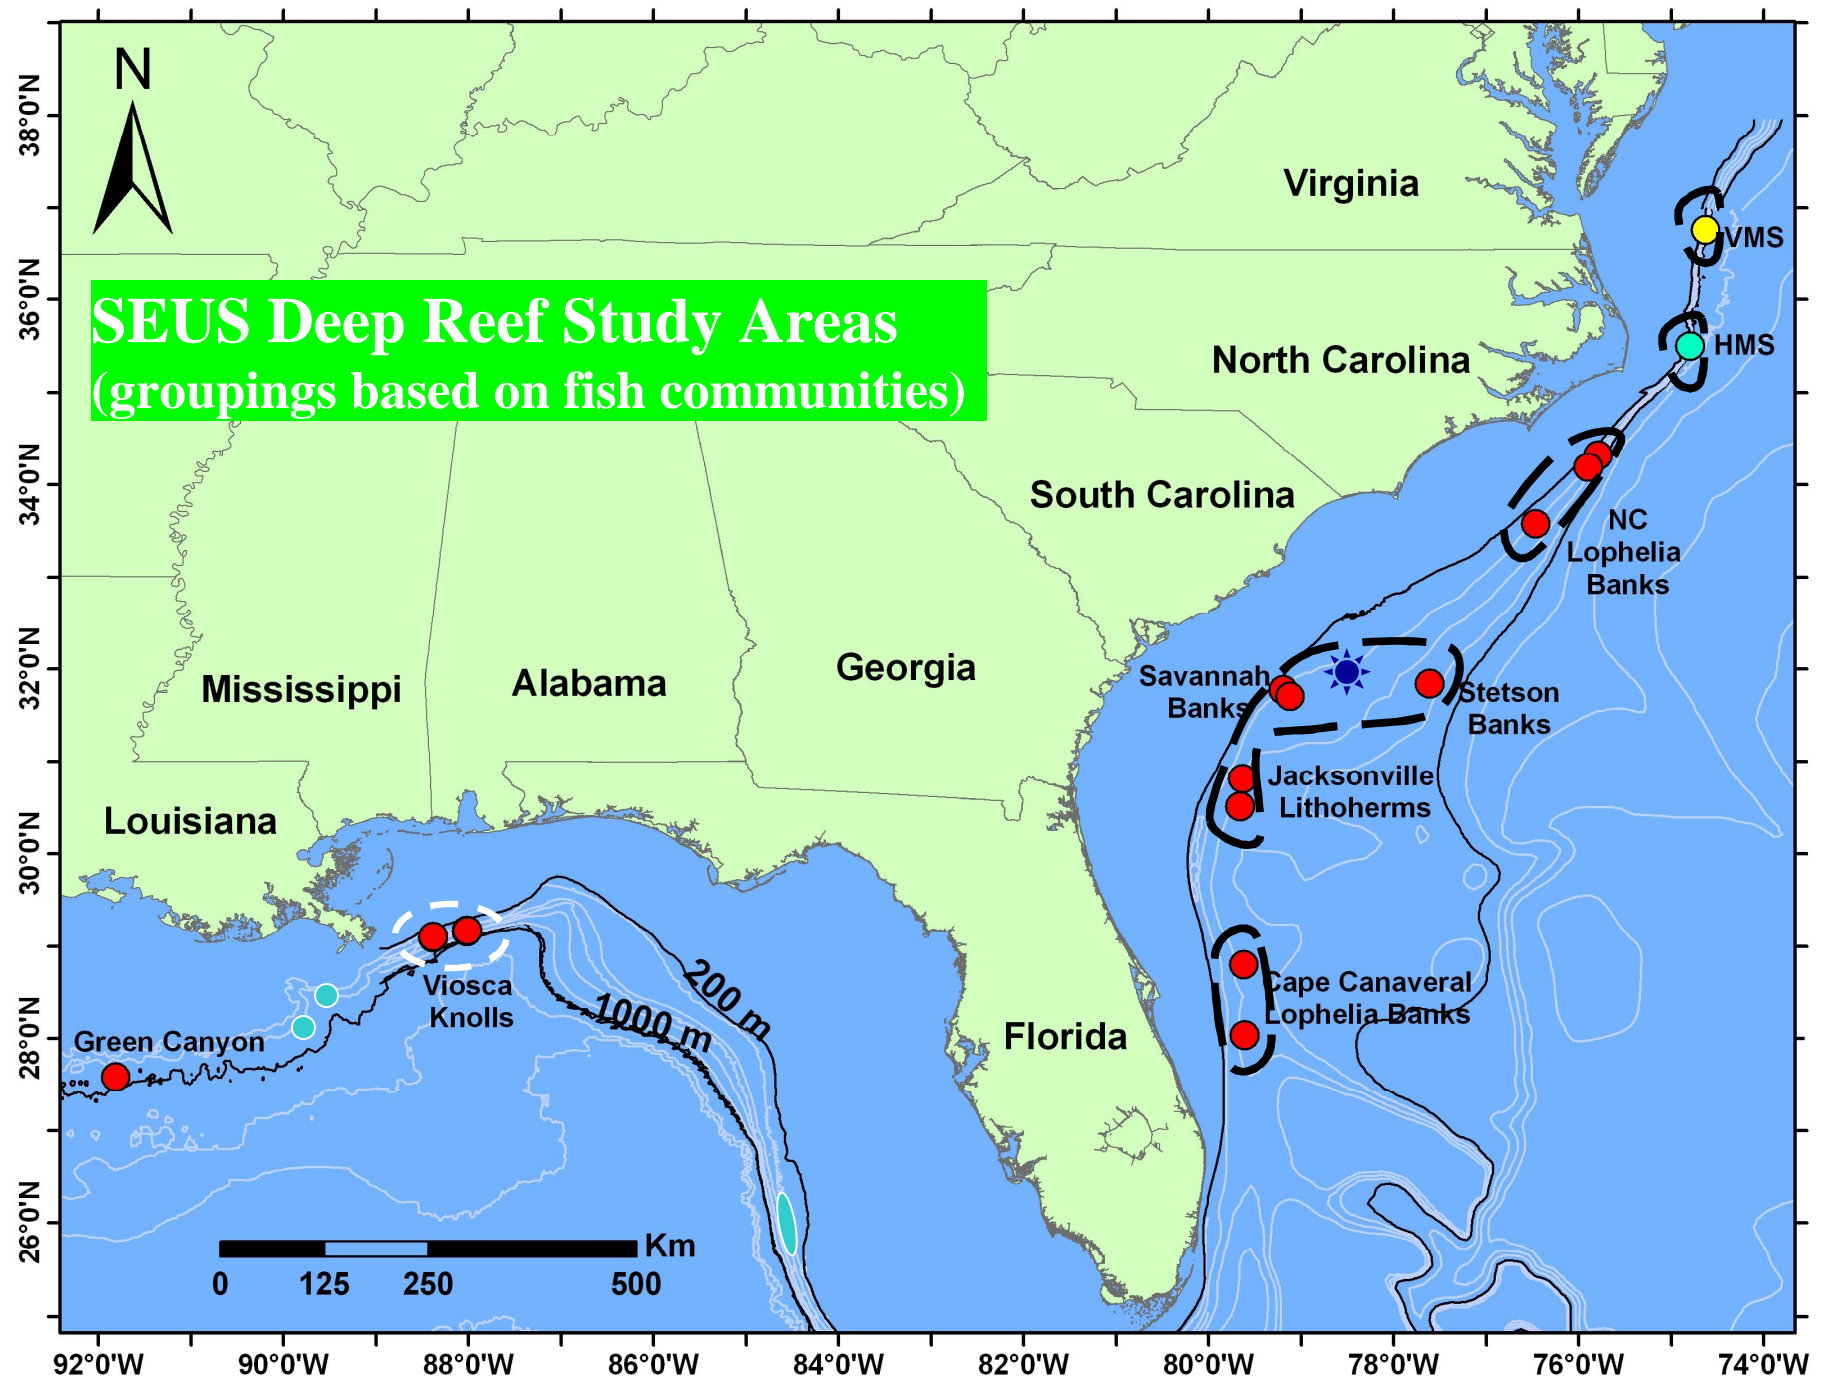 N
SEUS Deep Reef Study Areas
(groupings based on fish communities)
Virginia
North Carolina
South Carolina
Georgia
Alabama
Mississippi
Louisiana
Florida
VMS
HMS
NC
Lophelia
Banks
Savannah
Banks
Stetson
Banks
Jacksonville
Lithoherms
Cape Canaveral
Lophelia Banks
Viosca
Knolls
Green Canyon
200 m
1000 m
Km
0 125 250 500
38°0'N
36°0'N
34°0'N
32°0'N
30°0'N
28°0'N
26°0'N
92°0'W 90°0'W 88°0'W 86°0'W 84°0'W 82°0'W 80°0'W 78°0'W 76°0'W 74°0'W